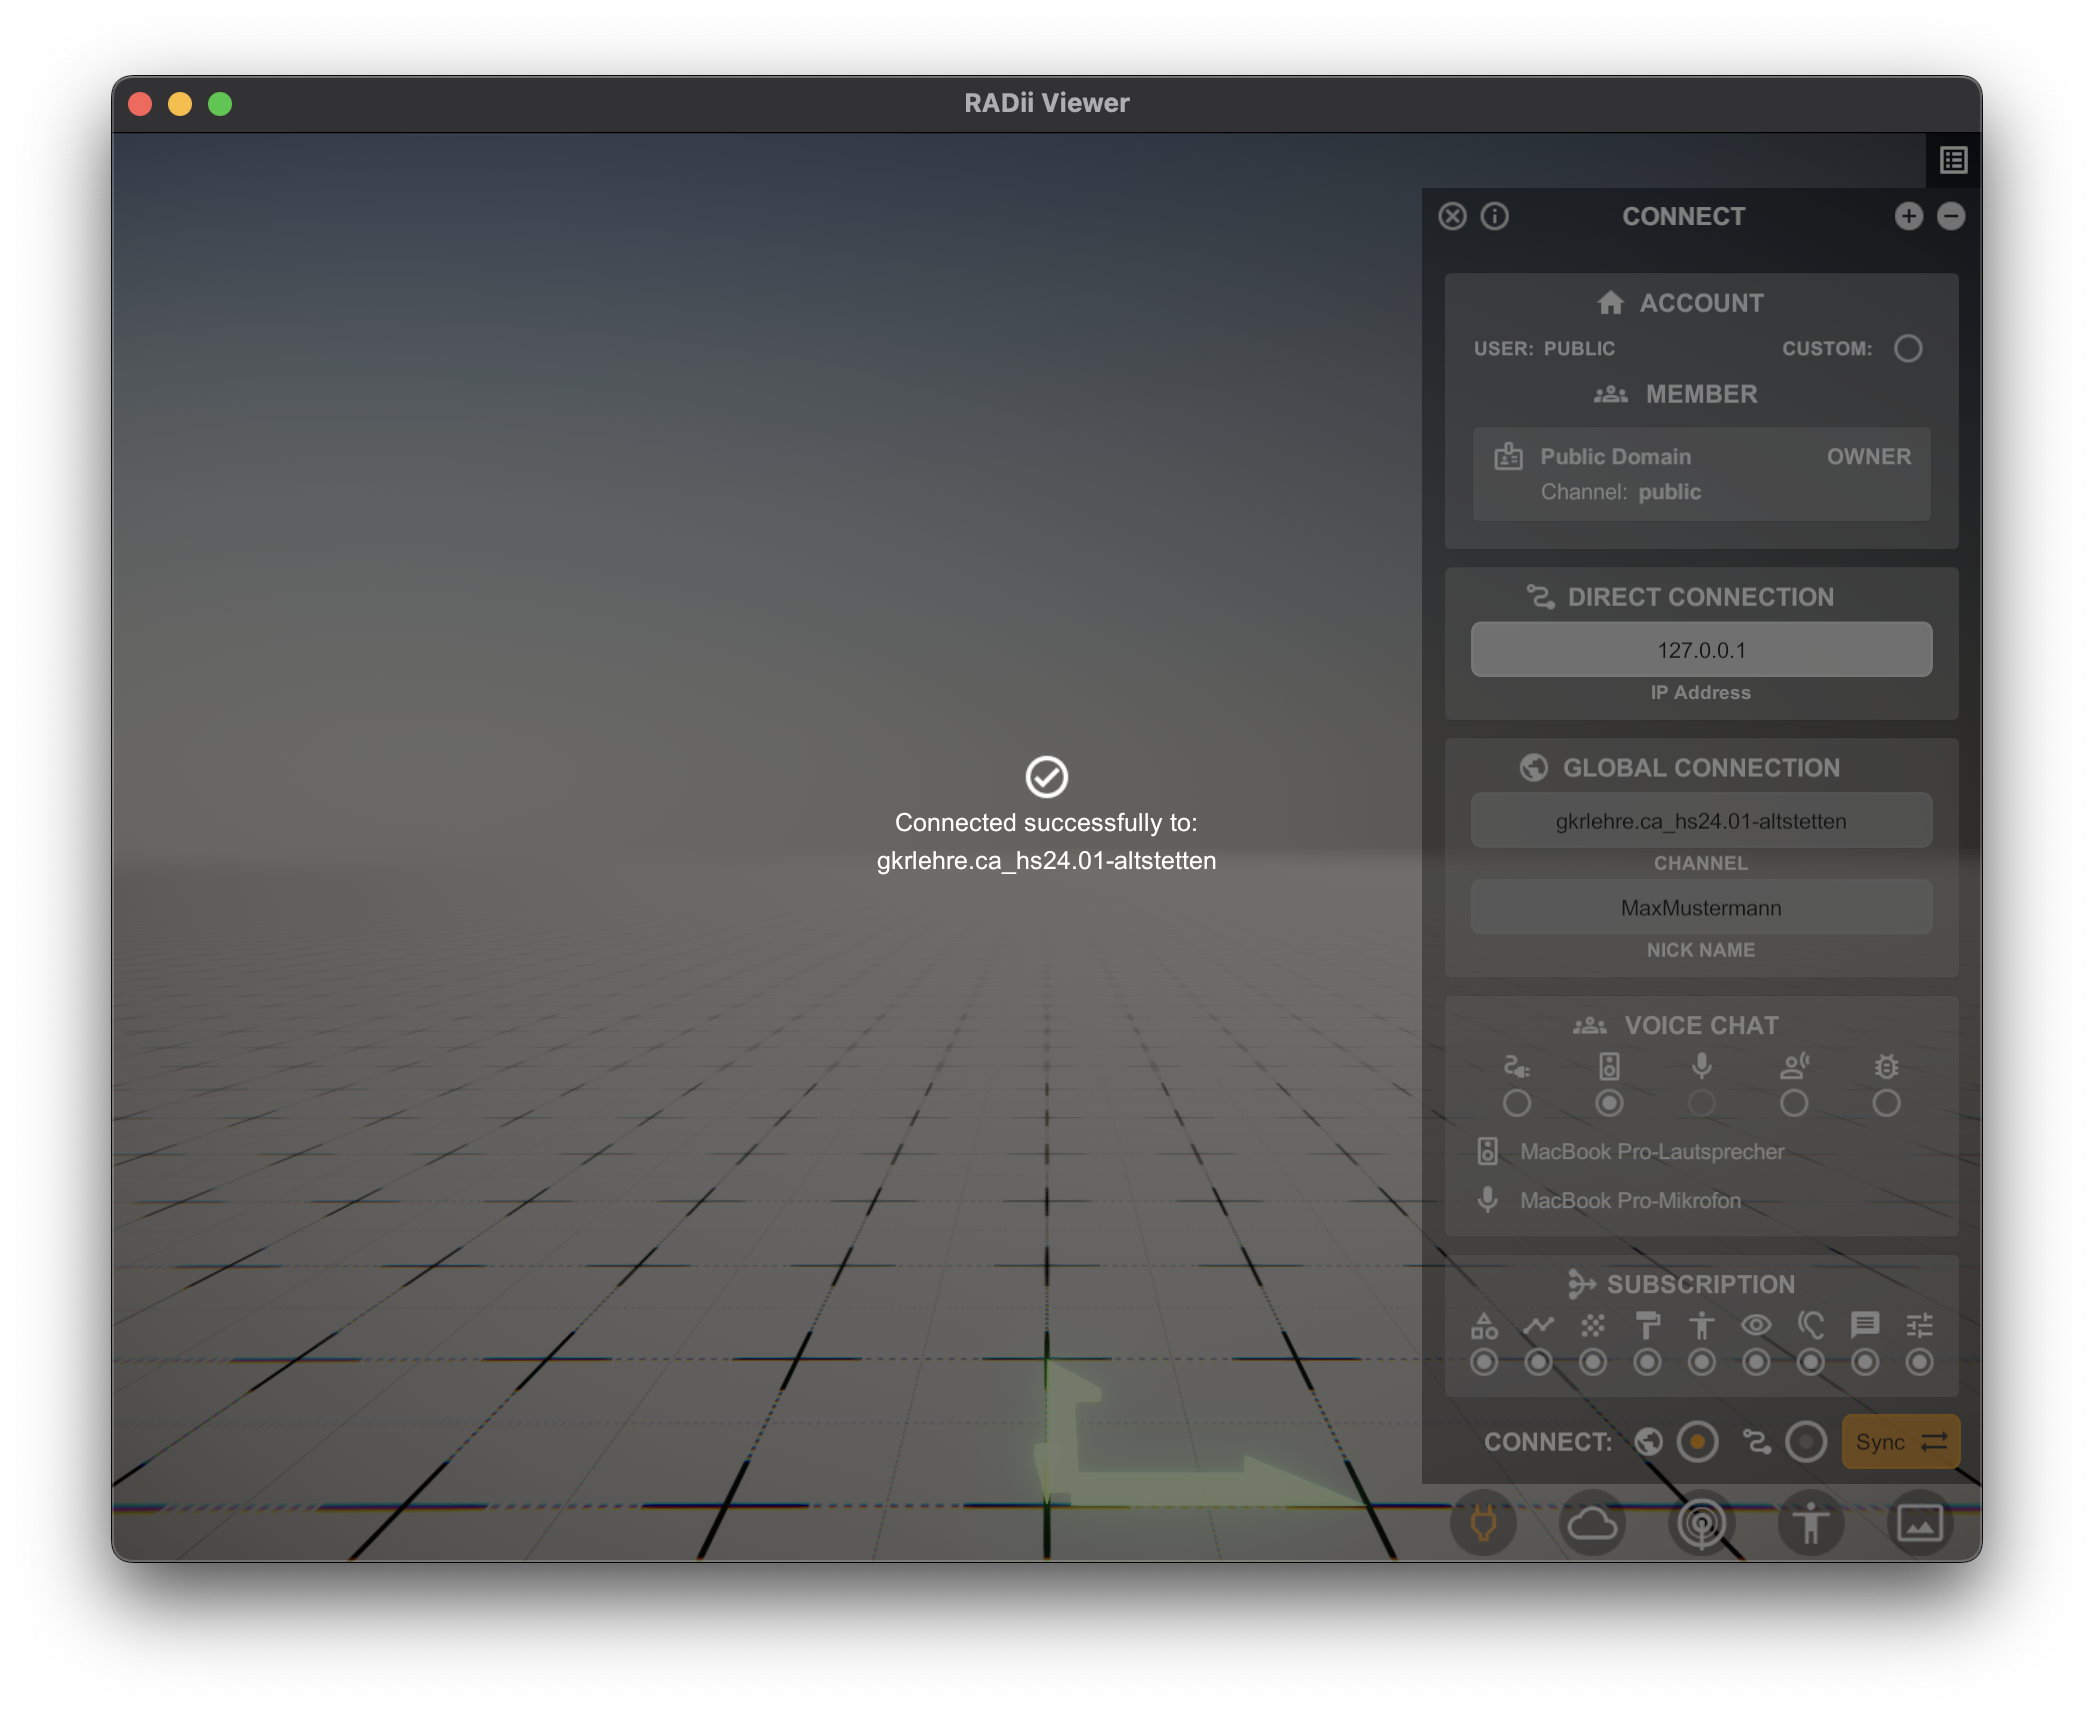 RADii Viewer
CONNECT
ACCOUNT
USER: PUBLIC CUSTOM:
MEMBER
Public Domain OWNER
Channel: public
DIRECT CONNECTION
127.0.0.1
IP Address
GLOBAL CONNECTION
gkrlehre.ca_hs24.01-altstetten
CHANNEL
MaxMustermann
NICK NAME
VOICE CHAT
MacBook Pro-Lautsprecher
MacBook Pro-Mikrofon
SUBSCRIPTION
CONNECT: Sync
Connected successfully to:
gkrlehre.ca_hs24.01-altstetten